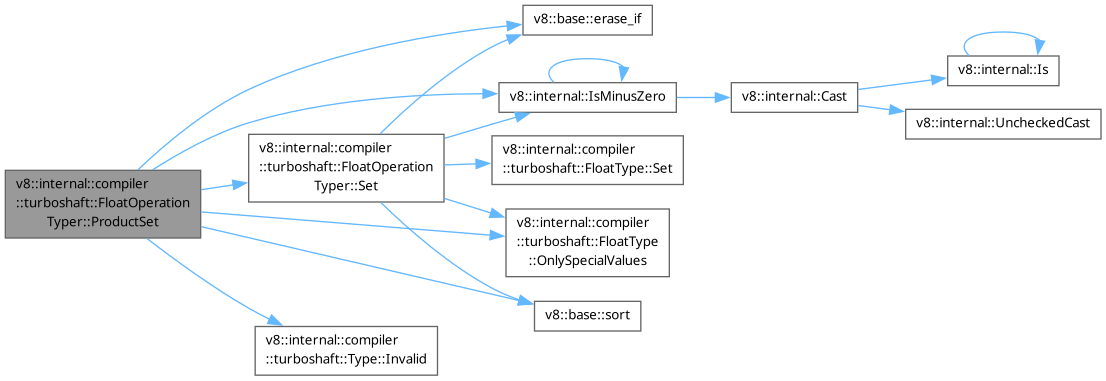 v8::internal::compiler
::turboshaft::FloatOperation
Typer::ProductSet
v8::internal::compiler
::turboshaft::FloatOperation
Typer::Set
v8::base::erase_if
v8::internal::IsMinusZero
v8::internal::Cast
v8::internal::Is
v8::internal::UncheckedCast
v8::internal::compiler
::turboshaft::FloatType::Set
v8::internal::compiler
::turboshaft::FloatType
::OnlySpecialValues
v8::base::sort
v8::internal::compiler
::turboshaft::Type::Invalid